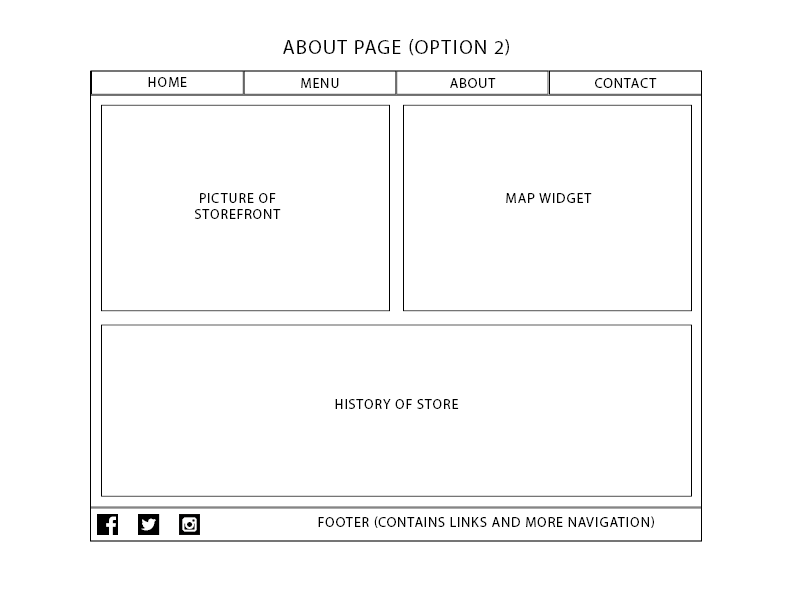 ABOUT PAGE (OPTION 2)
HOME
MENU
ABOUT
CONTACT
PICTURE OF
STOREFRONT
MAP WIDGET
HISTORY OF STORE
FOOTER (CONTAINS LINKS AND MORE NAVIGATION)